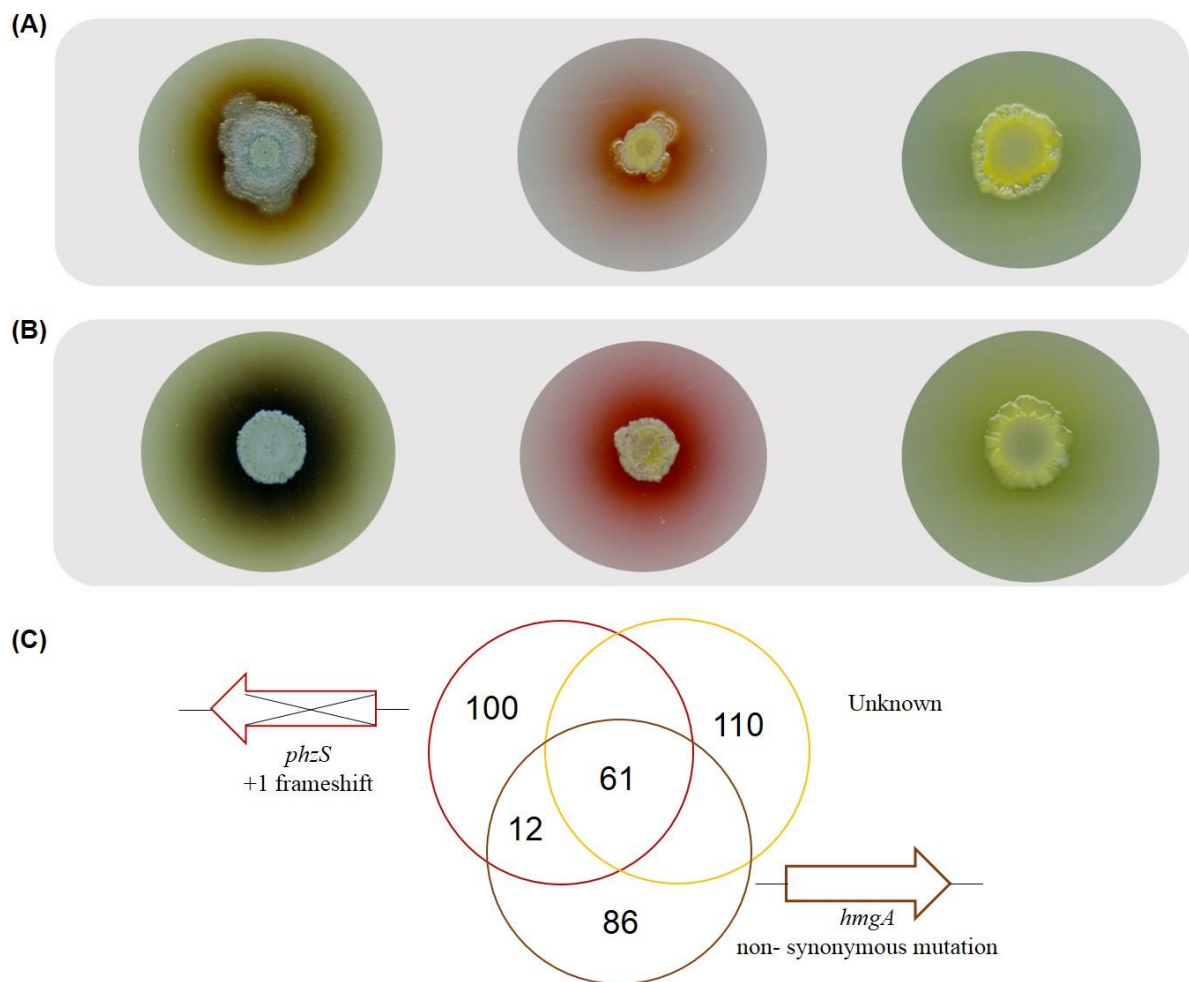 (A)
(B)
(C)
100
110
61
12
86
phzS
+1 frameshift
Unknown
hmgA
non- synonymous mutation